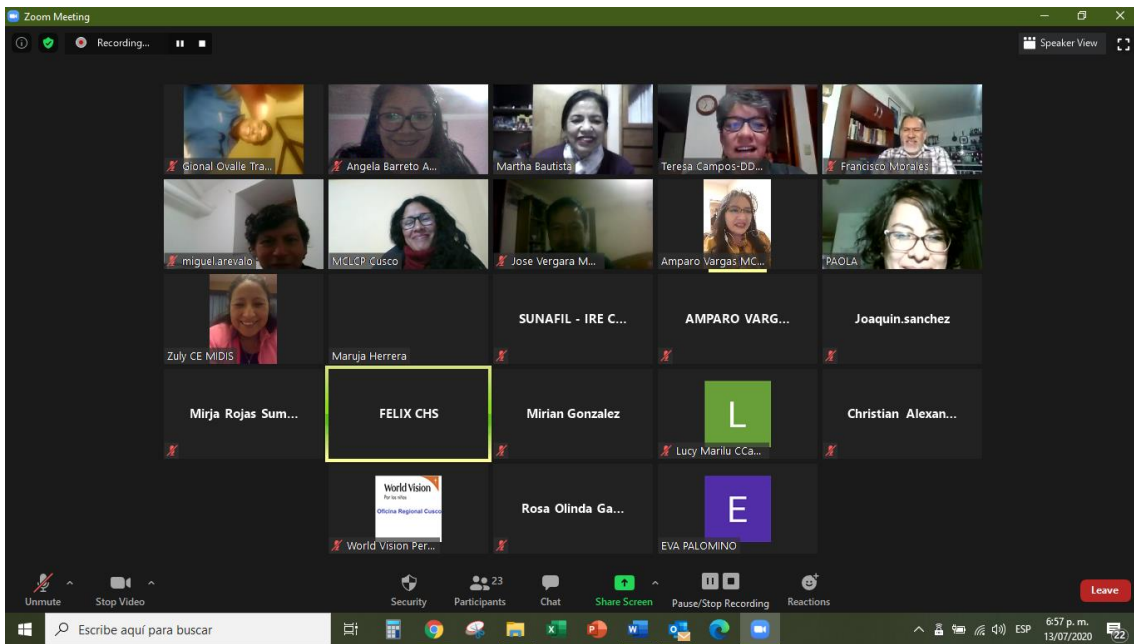 Zoom Meeting
Recording...
Speaker View
Gional Ovalle Tra...
Angela Barreto A...
Martha Bautista
Teresa Campos-DD...
Francisco Morales
miguel.arevalo
MCLCP Cusco
Jose Vergara M...
Amparo Vargas MC...
PAOLA
Zuly CE MIDIS
Maruja Herrera
SUNAFIL - IRE C...
AMPARO VARG...
Joaquin.sanchez
Mirja Rojas Sum...
FELIX CHS
Mirian Gonzalez
L
Lucy Marilu CCa...
Christian Alexan...
World Vision
Por los niños
Oficina Regional Cusco
World Vision Per...
Rosa Olinda Ga...
E
EVA PALOMINO
Unmute
Stop Video
Security
Participants
23
Chat
Share Screen
Pause/Stop Recording
Reactions
Leave
Escribe aquí para buscar
ESP
6:57 p. m.
13/07/2020
22